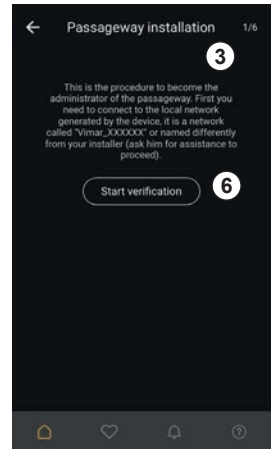 Passageway installation 1/6
3
This is the procedure to become the
administrator of the passageway. First you
need to connect to the local network
generated by the device, it is a network
called "Vimar_XXXXXX" or named differently
from your installer (ask him for assistance to
proceed).
Start verification
6
?